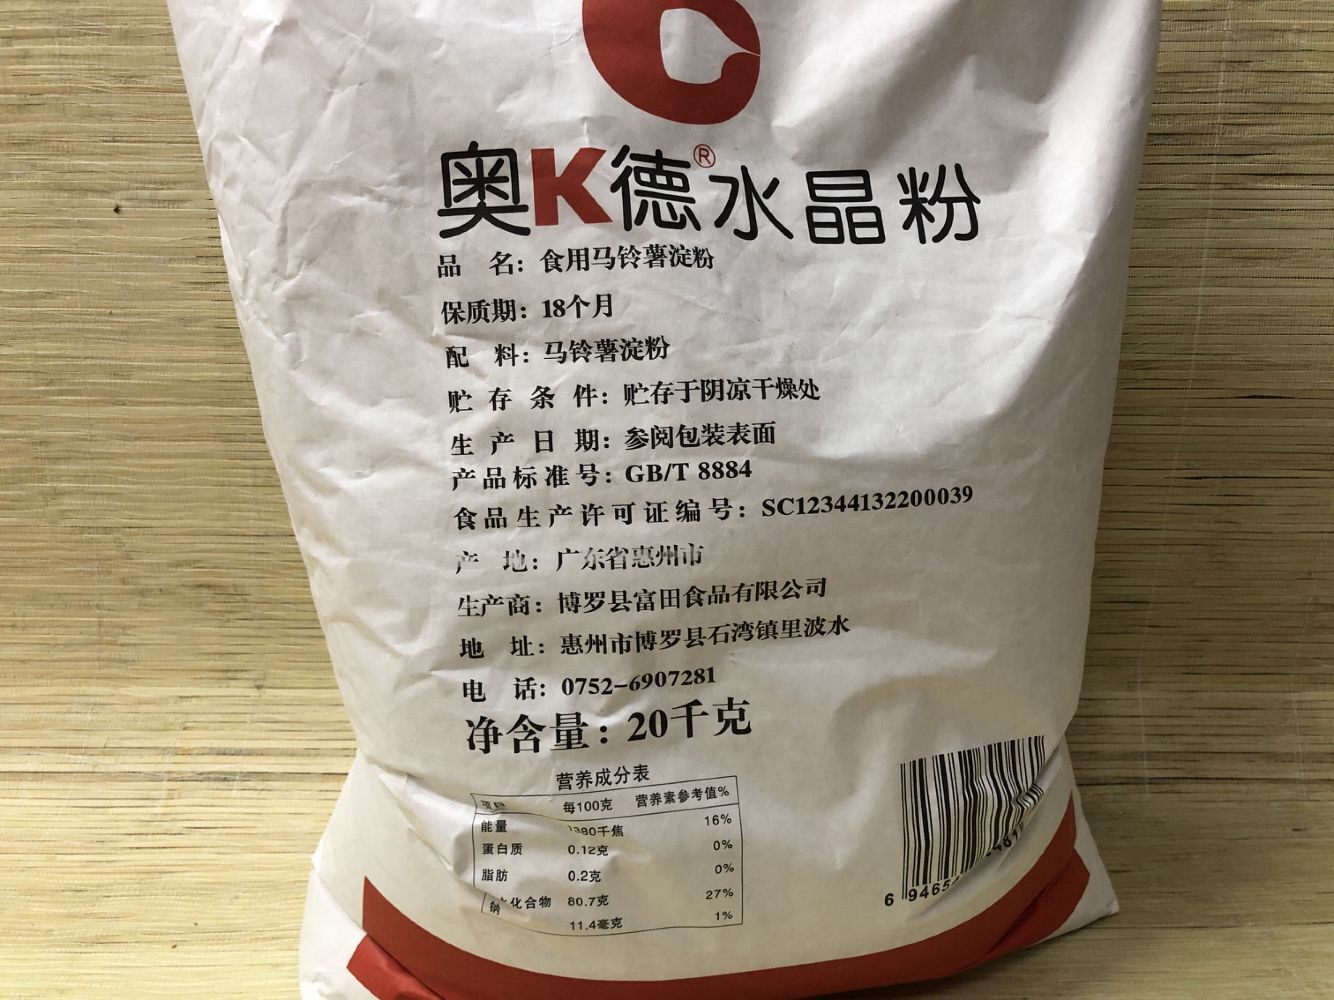 奥K德®水晶粉
品 名：食用马铃薯淀粉
保质期：18个月
配 料：马铃薯淀粉
贮存条件：贮存于阴凉干燥处
生产日期：参阅包装表面
产品标准号：GB/T 8884
食品生产许可证编号：SC12344132200039
产 地：广东省惠州市
生产商：博罗县富田食品有限公司
地 址：惠州市博罗县石湾镇里波水
电 话：0752-6907281
净含量：20千克
营养成分表
项目 每100克 营养素参考值%
能量 千焦 16%
蛋白质 0.12克 0%
脂肪 0.2克 0%
化合物 80.7克 27%
钠 11.4毫克 1%